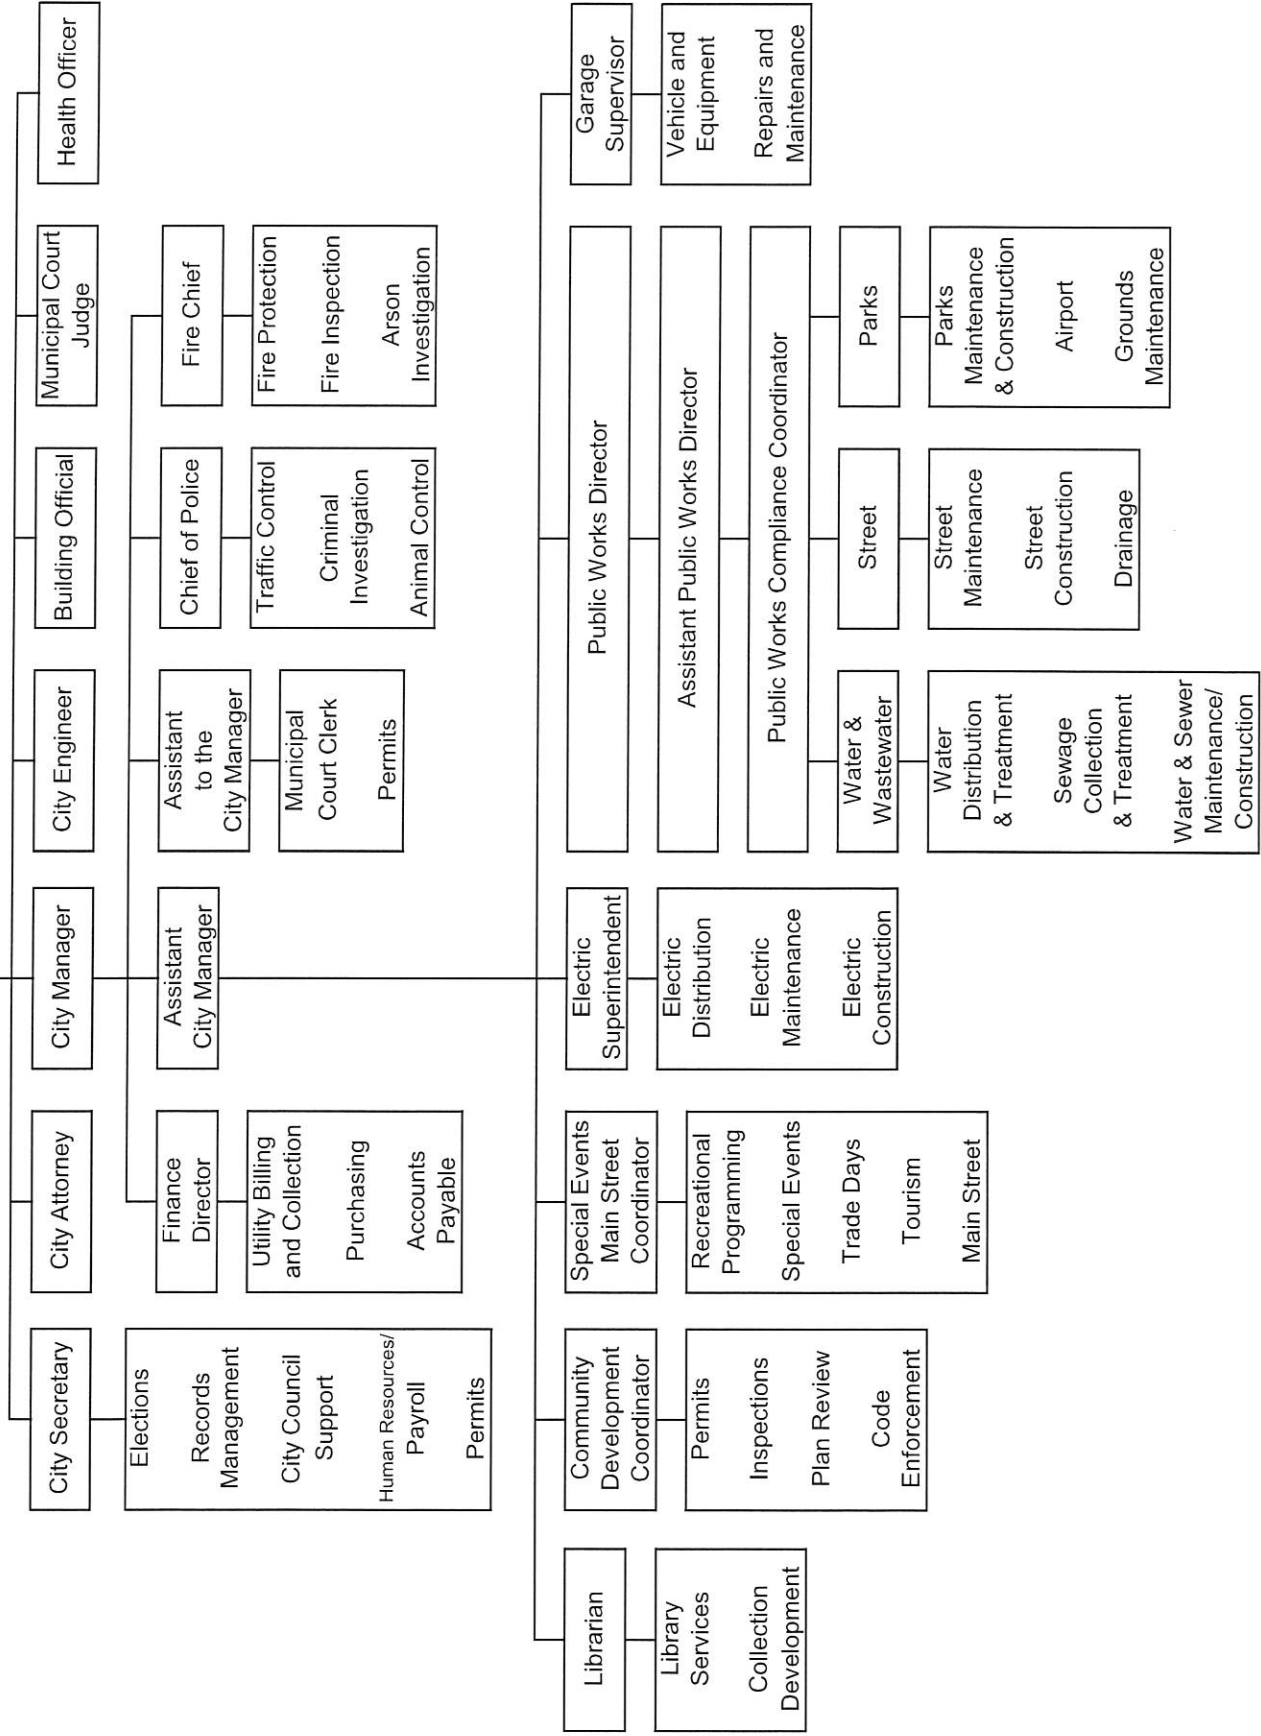 City Secretary
Elections
Records
Management
City Council
Support
Human Resources/
Payroll
Permits
City Attorney
City Manager
City Engineer
Building Official
Municipal Court
Judge
Health Officer
Finance
Director
Utility Billing
and Collection
Purchasing
Accounts
Payable
Assistant
City Manager
Assistant
to the
City Manager
Municipal
Court Clerk
Permits
Chief of Police
Traffic Control
Criminal
Investigation
Animal Control
Fire Chief
Fire Protection
Fire Inspection
Arson
Investigation
Librarian
Library
Services
Collection
Development
Community
Development
Coordinator
Permits
Inspections
Plan Review
Code
Enforcement
Special Events
Main Street
Coordinator
Recreational
Programming
Special Events
Trade Days
Tourism
Main Street
Electric
Superintendent
Electric
Distribution
Electric
Maintenance
Electric
Construction
Public Works Director
Assistant Public Works Director
Public Works Compliance Coordinator
Water &
Wastewater
Water
Distribution
& Treatment
Sewage
Collection
& Treatment
Water & Sewer
Maintenance/
Construction
Street
Street
Maintenance
Street
Construction
Drainage
Parks
Parks
Maintenance
& Construction
Airport
Grounds
Maintenance
Garage
Supervisor
Vehicle and
Equipment
Repairs and
Maintenance